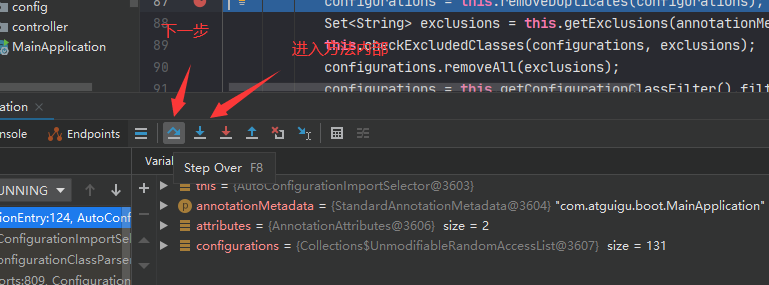 config
controller
MainApplication
87
configurations = this.removeDuplicates(configurations);
88
Set<String> exclusions = this.getExclusions(annotationMe
89
this.checkExcludedClasses(configurations, exclusions);
90
configurations.removeAll(exclusions);
91
configurations = this.getConfigurationClassFilter().filt
下一步
进入方法内部
ation
nsole
Endpoints
Variab
Step Over F8
UNNING
this = {AutoConfigurationImportSelector@3603}
ionEntry:124, AutoConf
annotationMetadata = {StandardAnnotationMetadata@3604} "com.atguigu.boot.MainApplication"
ConfigurationImportSel
attributes = {AnnotationAttributes@3606} size = 2
configurationClassParse
configurations = {Collections$UnmodifiableRandomAccessList@3607} size = 131
orts:809, Configuration